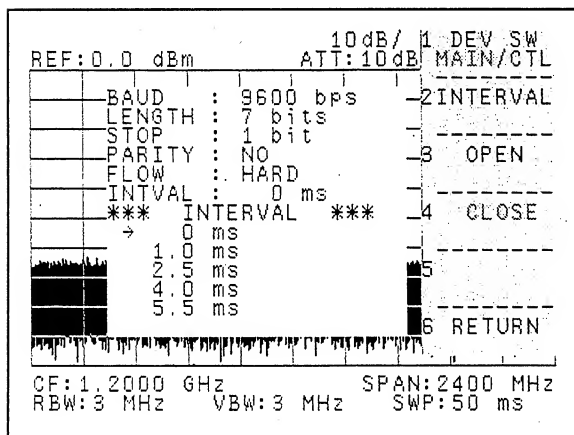 10dB/ 1 DEV SW
REF:0.0 dBm ATT:10dB MAIN/CTL
BAUD : 9600 bps 2 INTERVAL
LENGTH : 7 bits
STOP : 1 bit
PARITY : NO 3 OPEN
FLOW : HARD
INTVAL : 0 ms
*** INTERVAL *** 4 CLOSE
→ 0 ms
1.0 ms
2.5 ms 5
4.0 ms
5.5 ms
6 RETURN
CF:1.2000 GHz SPAN:2400 MHz
RBW:3 MHz VBW:3 MHz SWP:50 ms